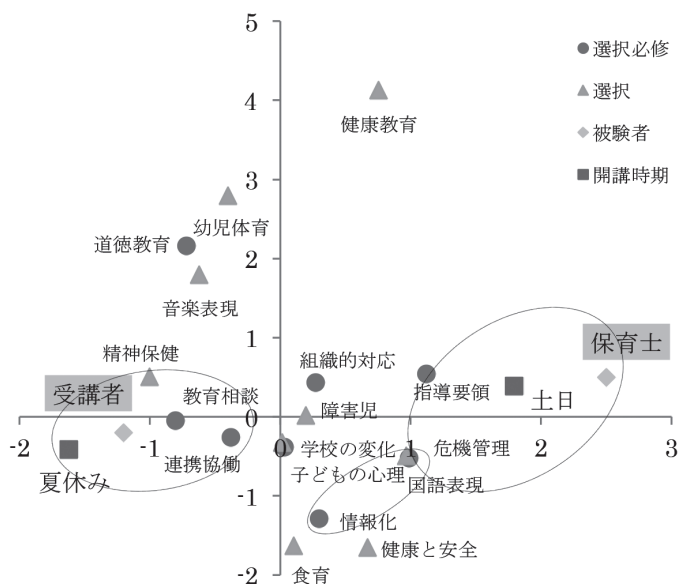 5
選択必修
4
選択
健康教育
被験者
3
開講時期
幼児体育
道徳教育
2
音楽表現
1
精神保健
組織的対応
保育士
受講者
教育相談
指導要領
土日
障害児
-2
-1
0
0
1
2
3
学校の変化
危機管理
連携協働
子どもの心理
夏休み
国語表現
-1
情報化
健康と安全
食育
-2